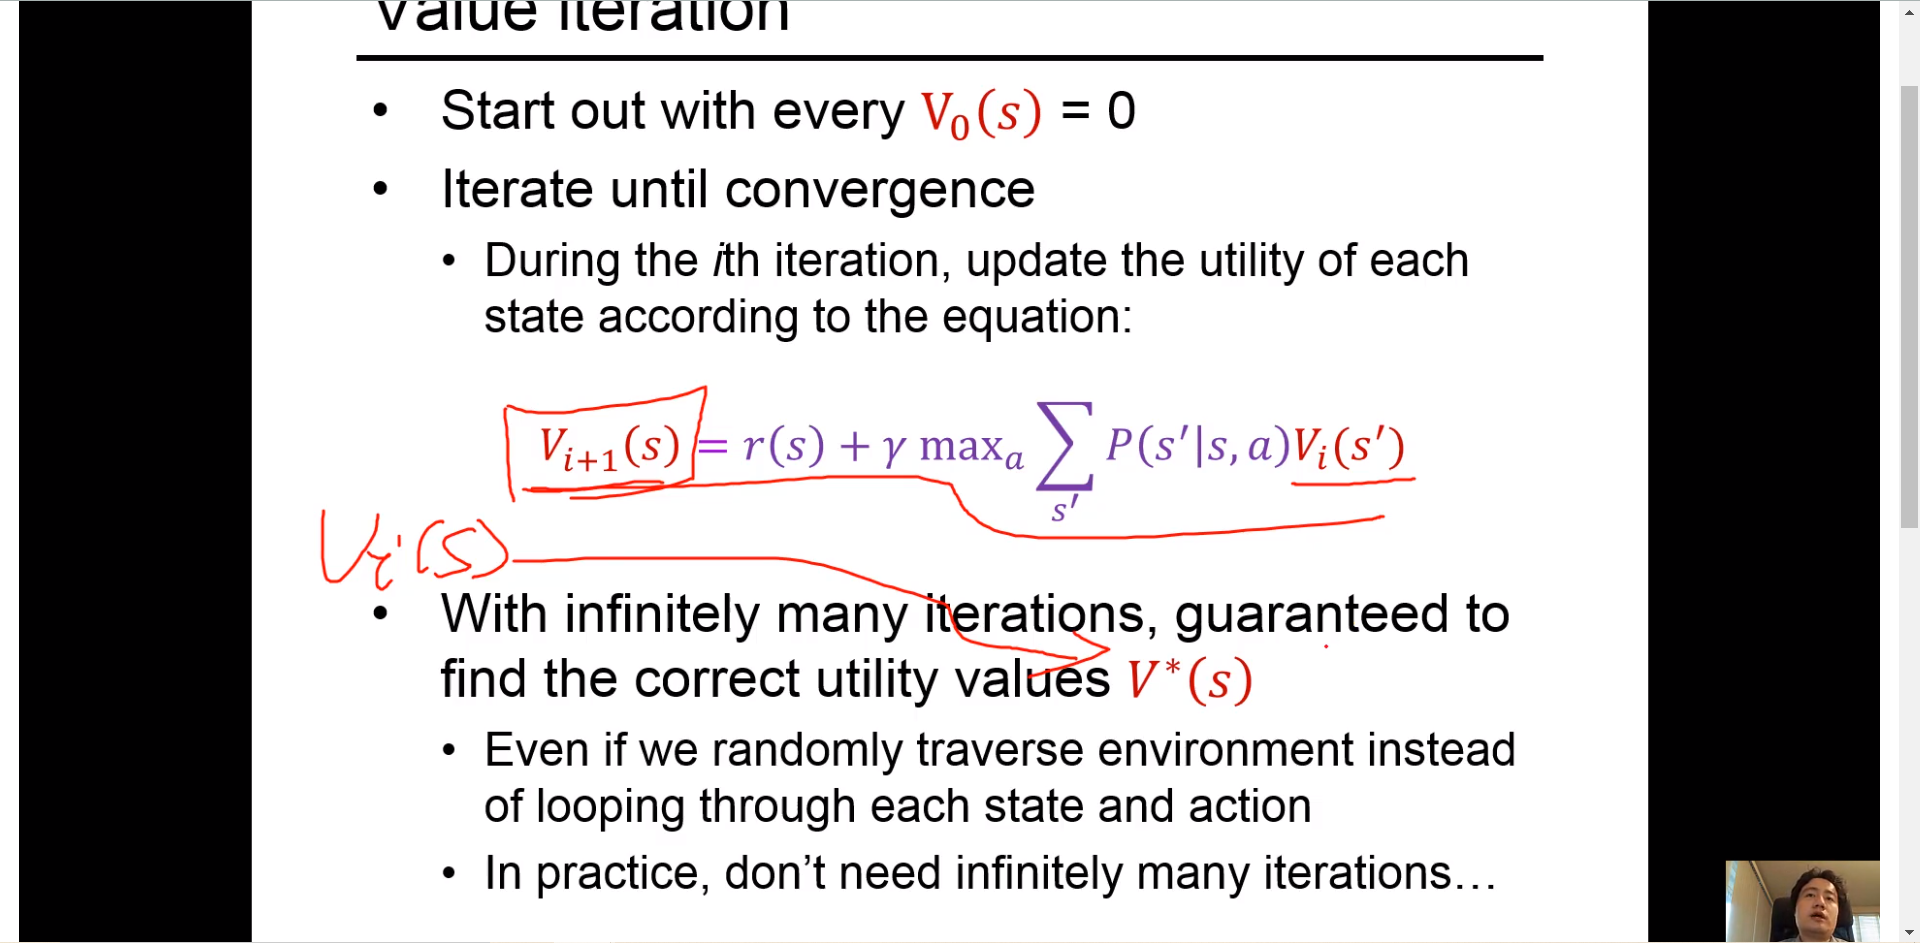 Value Iteration
• Start out with every V₀(s) = 0
• Iterate until convergence
• During the ith iteration, update the utility of each
state according to the equation:
Vᵢ₊₁(s) = r(s) + γ maxₐ ∑ₛ′ P(s′|s, a)Vᵢ(s′)
Vᵢ(s)
• With infinitely many iterations, guaranteed to
find the correct utility values V*(s)
• Even if we randomly traverse environment instead
of looping through each state and action
• In practice, don’t need infinitely many iterations…